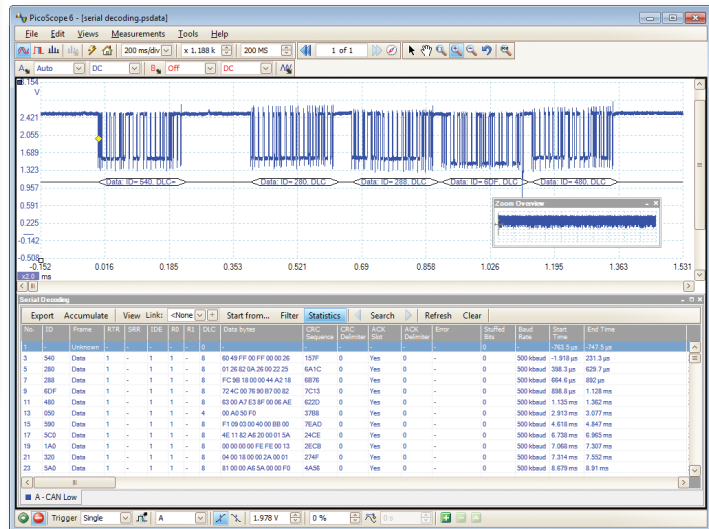 PicoScope 6 - [serial decoding.psdata]
File Edit Views Measurements Tools Help
200 ms/div x 1.188 k 200 MS 1 of 1
A Auto DC B Off DC
6.154
V
2.421
2.055
1.689
1.323
0.957
0.591
0.225
-0.142
-0.508
Data: ID= 540, DLC= Data: ID= 280, DLC Data: ID= 288, DLC Data: ID= 6DF, DLC Data: ID= 480, DLC
Zoom Overview
-0.152 0.016 0.185 0.353 0.521 0.69 0.858 1.026 1.195 1.363 1.531
x2.0 ms
Serial Decoding
Export Accumulate View Link: <None Start from... Filter Statistics Search Refresh Clear
No. ID Frame RTR SRR IDE R0 R1 DLC Data bytes CRC Sequence CRC Delimiter ACK Slot ACK Delimiter Error Stuffed Bits Baud Rate Start Time End Time
1 - Unknown - - - - - 0 - - - - - - 0 - -763.5 µs -747.5 µs
3 540 Data 1 - 1 1 - 8 60 49 FF 00 FF 00 00 26 157F 0 Yes 0 - 500 kbaud -1.918 µs 231.3 µs
5 280 Data 1 - 1 1 - 8 01 26 82 0A 26 00 22 25 6A1C 0 Yes 0 - 500 kbaud 398.3 µs 629.7 µs
7 288 Data 1 - 1 1 - 8 FC 9B 18 00 00 44 A2 18 6B76 0 Yes 0 - 500 kbaud 664.6 µs 892 µs
9 6DF Data 1 - 1 1 - 8 72 4C 00 76 90 B7 00 82 7C13 0 Yes 0 - 500 kbaud 898.8 µs 1.128 ms
11 480 Data 1 - 1 1 - 8 63 00 A7 E3 8F 00 06 AE 622D 0 Yes 0 - 500 kbaud 1.135 ms 1.362 ms
13 050 Data 1 - 1 1 - 4 00 A0 50 F0 37B8 0 Yes 0 - 500 kbaud 2.913 ms 3.077 ms
15 590 Data 1 - 1 1 - 8 F1 09 03 00 40 00 BB 00 7EAD 0 Yes 0 - 500 kbaud 4.618 ms 4.847 ms
17 5C0 Data 1 - 1 1 - 8 4E 11 82 A6 20 00 01 5A 24CE 0 Yes 0 - 500 kbaud 6.738 ms 6.965 ms
19 1A0 Data 1 - 1 1 - 8 00 00 00 00 FE FE 00 13 2ECB 0 Yes 0 - 500 kbaud 7.068 ms 7.307 ms
21 320 Data 1 - 1 1 - 8 04 00 18 00 00 2A 00 01 274F 0 Yes 0 - 500 kbaud 7.314 ms 7.552 ms
23 5A0 Data 1 - 1 1 - 8 81 00 00 A6 5A 00 00 F0 4A56 0 Yes 0 - 500 kbaud 8.679 ms 8.91 ms
A - CAN Low
Trigger Single A 1.978 V 0 % 0 s